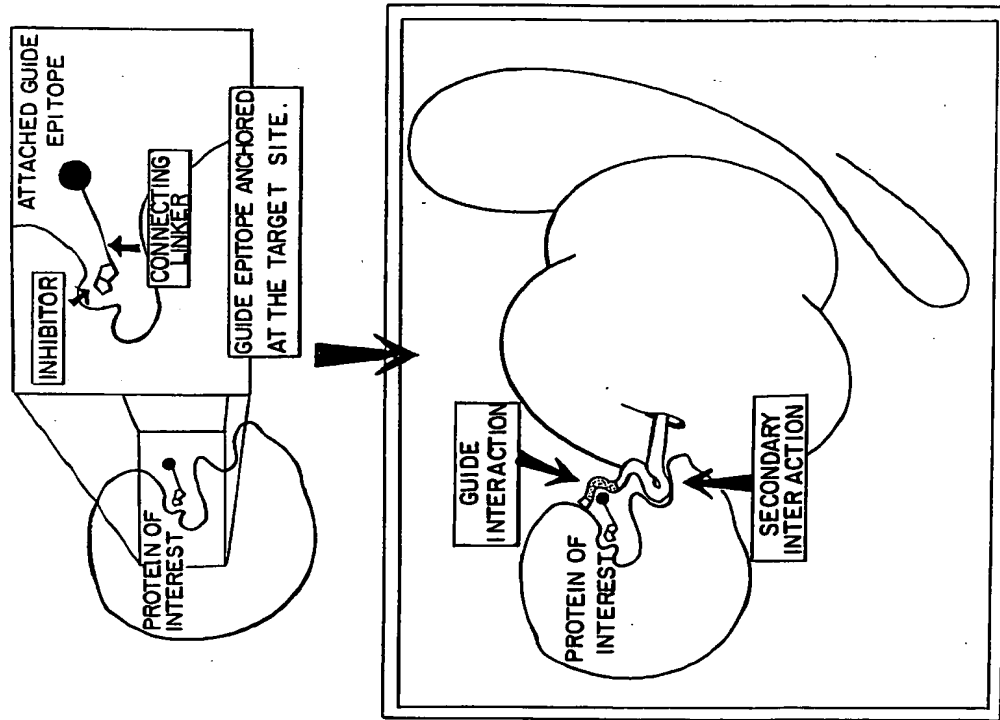 ATTACHED GUIDE
EPITOPE
INHIBITOR
CONNECTING
LINKER
GUIDE EPITOPE ANCHORED
AT THE TARGET SITE.
PROTEIN OF
INTEREST
GUIDE
INTERACTION
PROTEIN OF
INTEREST
SECONDARY
INTERACTION